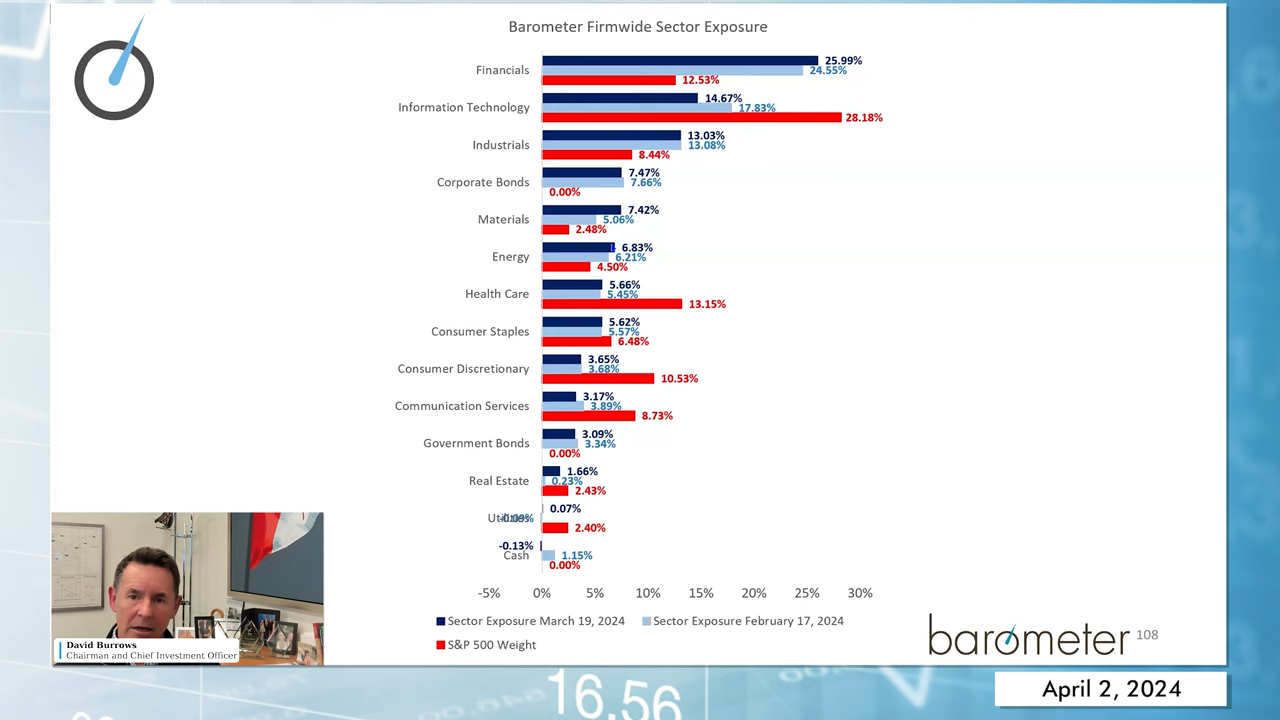 Barometer Firmwide Sector Exposure
Financials
25.99%
24.55%
12.53%
Information Technology
14.67%
17.83%
28.18%
Industrials
13.03%
13.08%
8.44%
Corporate Bonds
7.47%
7.66%
0.00%
Materials
7.42%
5.06%
2.48%
Energy
6.83%
6.21%
4.50%
Health Care
5.66%
5.45%
13.15%
Consumer Staples
5.62%
5.57%
6.48%
Consumer Discretionary
3.65%
3.68%
10.53%
Communication Services
3.17%
3.89%
8.73%
Government Bonds
3.09%
3.34%
0.00%
Real Estate
1.66%
0.23%
2.43%
Utilities
0.07%
-0.09%
2.40%
Cash
-0.13%
1.15%
0.00%
-5% 0% 5% 10% 15% 20% 25% 30%
Sector Exposure March 19, 2024 Sector Exposure February 17, 2024
S&P 500 Weight
barometer 108
David Burrows
Chairman and Chief Investment Officer
April 2, 2024
16,56